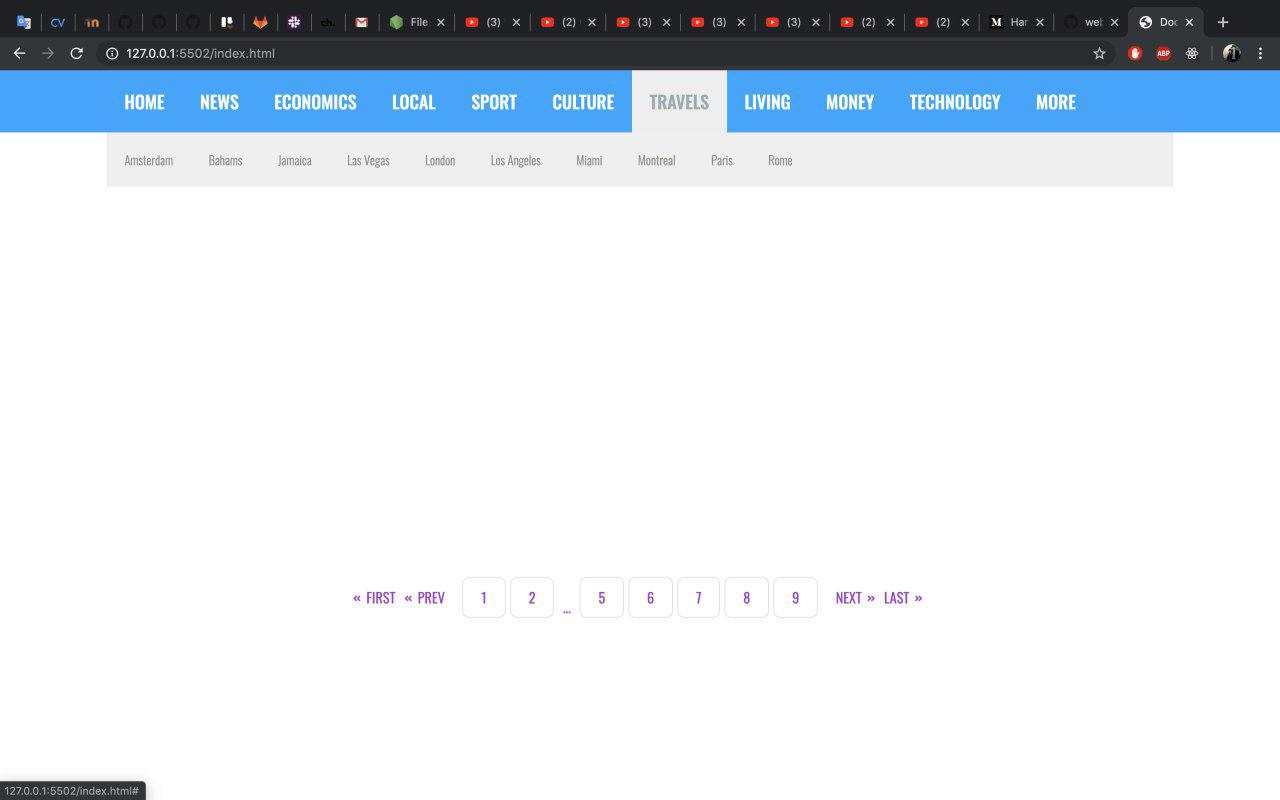 CV
ch.
File
(3)
(2)
(3)
(3)
(3)
(2)
(2)
M
Har
web
Doc
127.0.0.1:5502/index.html
ABP
HOME NEWS ECONOMICS LOCAL SPORT CULTURE TRAVELS LIVING MONEY TECHNOLOGY MORE
Amsterdam Bahams Jamaica Las Vegas London Los Angeles Miami Montreal Paris Rome
« FIRST « PREV 1 2 ... 5 6 7 8 9 NEXT » LAST »
127.0.0.1:5502/index.html#